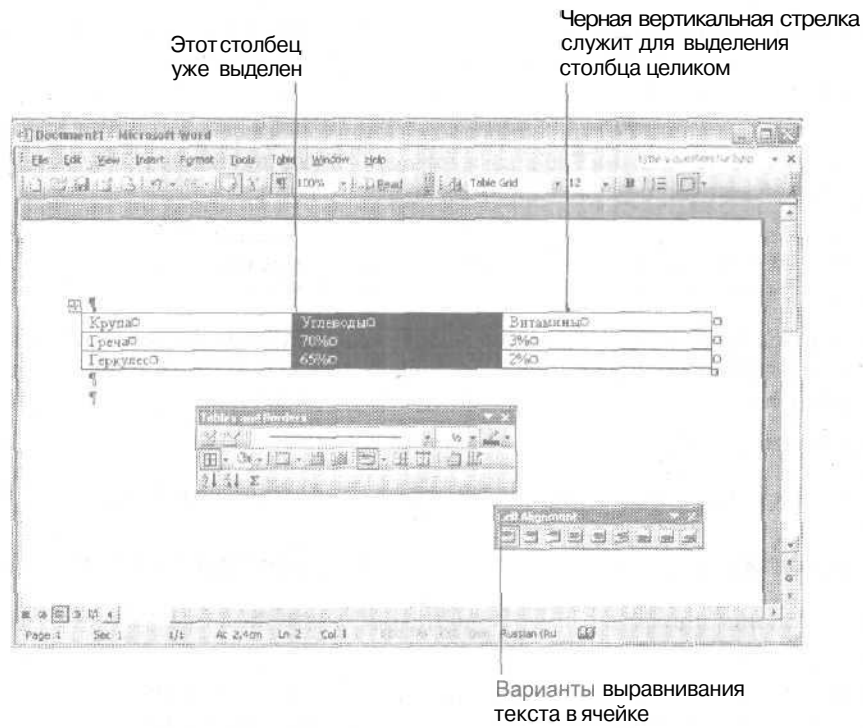 Этот столбец
уже выделен
Черная вертикальная стрелка
служит для выделения
столбца целиком
Document1 - Microsoft Word
File Edit View Insert Format Tools Table Window Help
100% Read Table Grid 12
Крупа Углеводы Витамины
Греча 70% 3%
Геркулес 65% 2%
Tables and Borders
Cell Alignment
Page 1 Sec 1 1/1 At 2,4cm Ln 2 Col 1 Russian (Ru
Варианты выравнивания
текста в ячейке